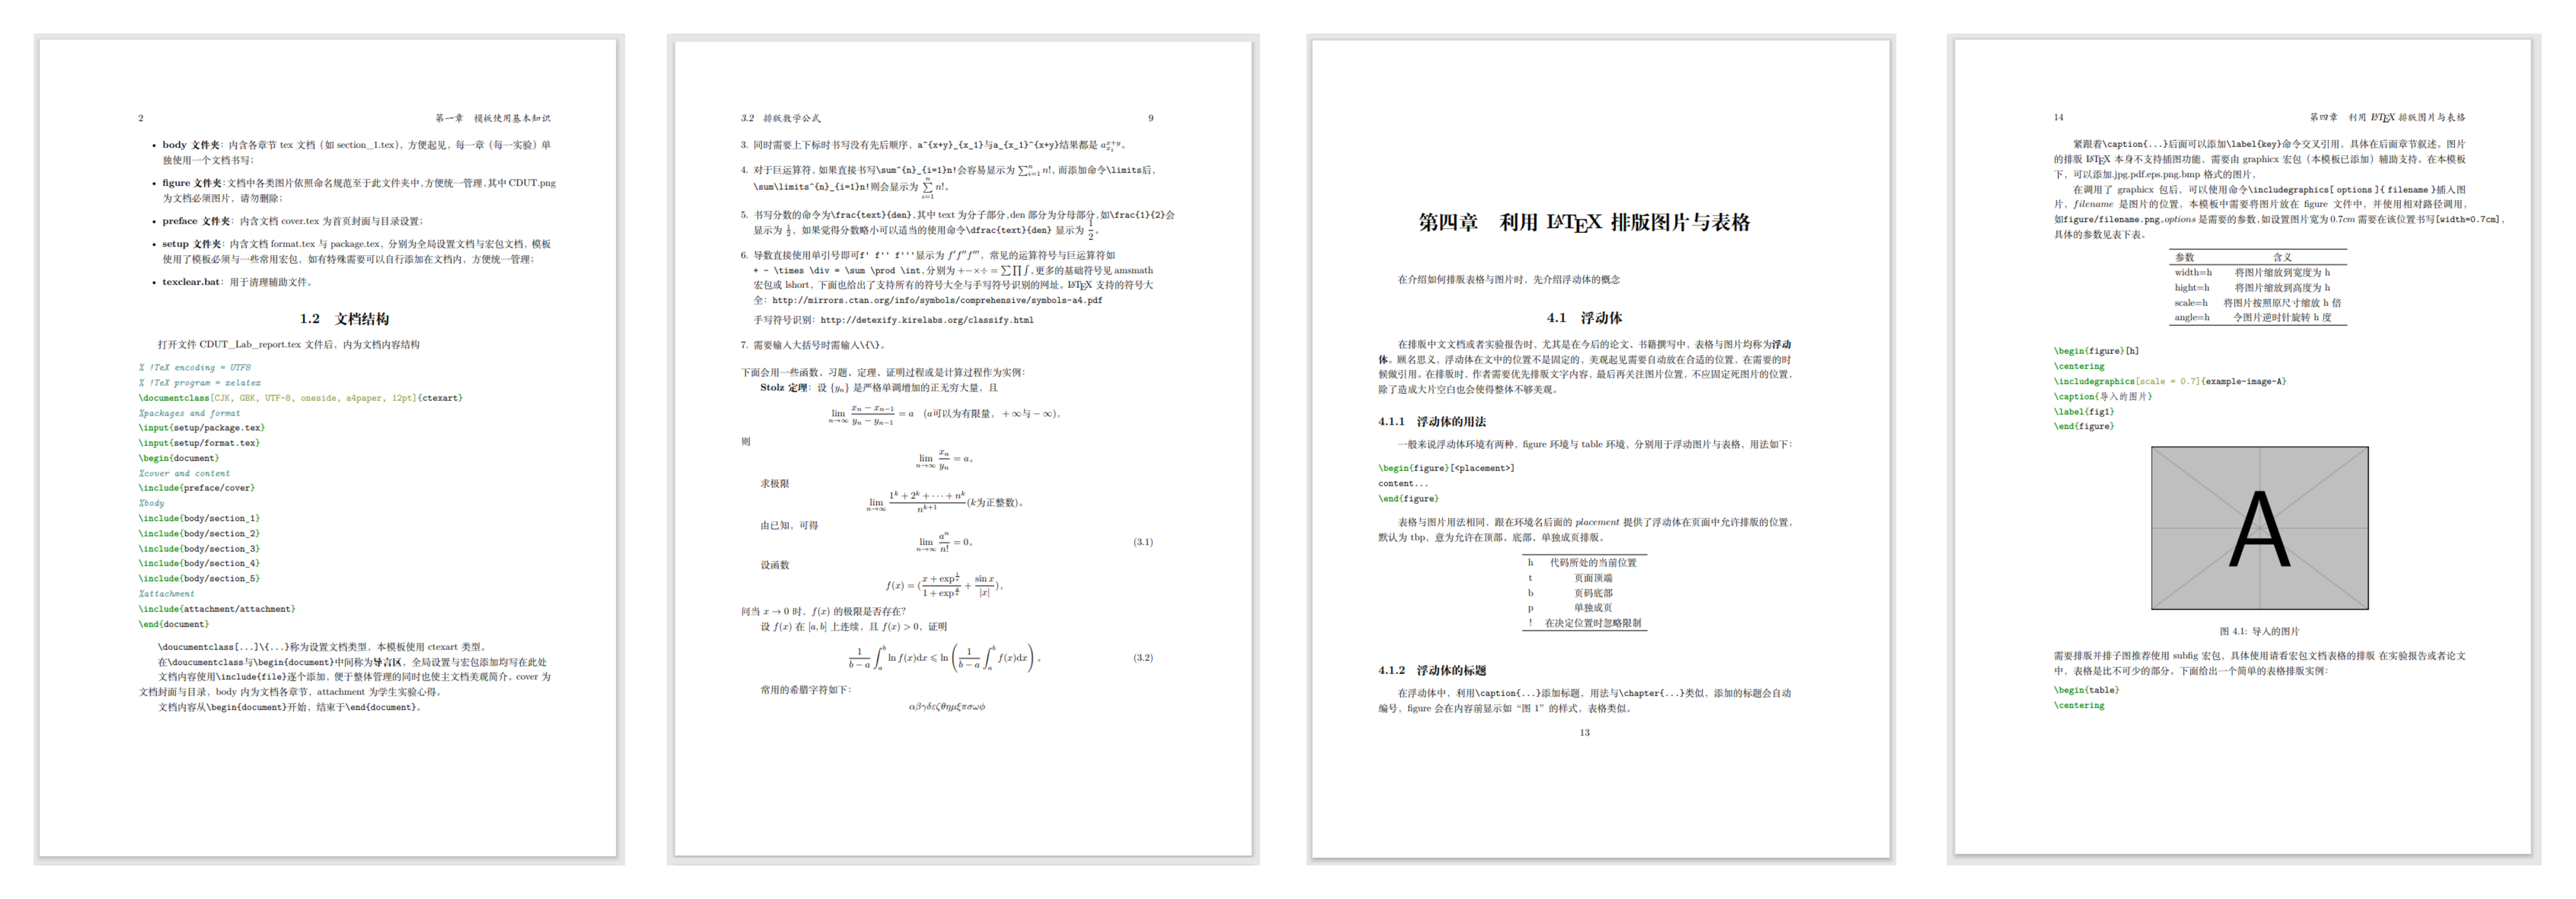 2 第一章 模板使用基本知识
• body 文件夹：内含各章节 tex 文档（如 section_1.tex），方便起见，每一章（每一实验）单
独使用一个文档书写；
• figure 文件夹：文档中各类图片依照命名规范至于此文件夹中，方便统一管理，其中 CDUT.png
为文档必须图片，请勿删除；
• preface 文件夹：内含文档 cover.tex 为首页封面与目录设置；
• setup 文件夹：内含文档 format.tex 与 package.tex，分别为全局设置文档与宏包文档，模板
使用了模板必须与一些常用宏包，如有特殊需要可以自行添加在文档内，方便统一管理；
• texclear.bat：用于清理辅助文件。
1.2 文档结构
打开文件 CDUT_Lab_report.tex 文件后，内为文档内容结构
% !TeX encoding = UTF8
% !TeX program = xelatex
\documentclass[CJK, GBK, UTF-8, oneside, a4paper, 12pt]{ctexart}
%packages and format
\input{setup/package.tex}
\input{setup/format.tex}
\begin{document}
%cover and content
\include{preface/cover}
%body
\include{body/section_1}
\include{body/section_2}
\include{body/section_3}
\include{body/section_4}
\include{body/section_5}
%attachment
\include{attachment/attachment}
\end{document}
\doucumentclass[...]\{...}称为设置文档类型，本模板使用 ctexart 类型。
在\doucumentclass与\begin{document}中间称为导言区，全局设置与宏包添加均写在此处
文档内容使用\include{file}逐个添加，便于整体管理的同时也使主文档美观简介。cover 为
文档封面与目录，body 内为文档各章节，attachment 为学生实验心得。
文档内容从\begin{document}开始，结束于\end{document}。
3.2 排版数学公式 9
3. 同时需要上下标时书写没有先后顺序，a^{x+y}_{x_1}与a_{x_1}^{x+y}结果都是 a_{x_1}^{x+y}。
4. 对于巨运算符，如果直接书写\sum^{n}_{i=1}n!会容易显示为 ∑_{i=1}^{n} n!，而添加命令\limits后，
\sum\limits^{n}_{i=1}n!则会显示为 ∑_{i=1}^{n} n!。
5. 书写分数的命令为\frac{text}{den}，其中 text 为分子部分，den 部分为分母部分，如\frac{1}{2}会
显示为 1/2，如果觉得分数略小可以适当的使用命令\dfrac{text}{den} 显示为 1/2。
6. 导数直接使用单引号即可f' f'' f'''显示为 f′f″f‴，常见的运算符号与巨运算符如
+ - \times \div = \sum \prod \int，分别为 +−×÷ = ∑∏∫，更多的基础符号见 amsmath
宏包或 lshort，下面也给出了支持所有的符号大全与手写符号识别的网址。LATEX 支持的符号大
全：http://mirrors.ctan.org/info/symbols/comprehensive/symbols-a4.pdf
手写符号识别：http://detexify.kirelabs.org/classify.html
7. 需要输入大括号时需输入\{\}。
下面会用一些函数、习题、定理、证明过程或是计算过程作为实例：
Stolz 定理：设 {y_n} 是严格单调增加的正无穷大量，且
lim_{n→∞} (x_n − x_{n−1})/(y_n − y_{n−1}) = a （a可以为有限量，+∞与−∞），
则
lim_{n→∞} x_n/y_n = a。
求极限
lim_{n→∞} (1^k + 2^k + ··· + n^k)/n^{k+1} (k为正整数)。
由已知，可得
lim_{n→∞} a^n/n! = 0。 (3.1)
设函数
f(x) = ((x + exp^{1/x})/(1 + exp^{4/x}) + sin x/|x|)，
问当 x → 0 时，f(x) 的极限是否存在？
设 f(x) 在 [a, b] 上连续，且 f(x) > 0，证明
1/(b − a) ∫_a^b ln f(x)dx ⩽ ln (1/(b − a) ∫_a^b f(x)dx)。 (3.2)
常用的希腊字符如下：
αβγδεζθημξπσωϕ
第四章 利用 LATEX 排版图片与表格
在介绍如何排版表格与图片时，先介绍浮动体的概念
4.1 浮动体
在排版中文文档或者实验报告时，尤其是在今后的论文、书籍撰写中，表格与图片均称为浮动
体。顾名思义，浮动体在文中的位置不是固定的，美观起见需要自动放在合适的位置，在需要的时
候做引用。在排版时，作者需要优先排版文字内容，最后再关注图片位置，不应固定死图片的位置，
除了造成大片空白也会使得整体不够美观。
4.1.1 浮动体的用法
一般来说浮动体环境有两种，figure 环境与 table 环境，分别用于浮动图片与表格，用法如下：
\begin{figure}[<placement>]
content...
\end{figure}
表格与图片用法相同，跟在环境名后面的 placement 提供了浮动体在页面中允许排版的位置，
默认为 tbp，意为允许在顶部、底部、单独成页排版。
h 代码所处的当前位置
t 页面顶端
b 页码底部
p 单独成页
! 在决定位置时忽略限制
4.1.2 浮动体的标题
在浮动体中，利用\caption{...}添加标题，用法与\chapter{...}类似，添加的标题会自动
编号，figure 会在内容前显示如“图 1”的样式，表格类似。
13
14 第四章 利用 LATEX 排版图片与表格
紧跟着\caption{...}后面可以添加\label{key}命令交叉引用，具体在后面章节叙述。图片
的排版 LATEX 本身不支持插图功能，需要由 graphicx 宏包（本模板已添加）辅助支持。在本模板
下，可以添加.jpg.pdf.eps.png.bmp 格式的图片，
在调用了 graphicx 包后，可以使用命令\includegraphics[ options ]{ filename }插入图
片，filename 是图片的位置，本模板中需要将图片放在 figure 文件中，并使用相对路径调用，
如figure/filename.png,options 是需要的参数，如设置图片宽为 0.7cm 需要在该位置书写[width=0.7cm]，
具体的参数见表下表。
参数 含义
width=h 将图片缩放到宽度为 h
hight=h 将图片缩放到高度为 h
scale=h 将图片按照原尺寸缩放 h 倍
angle=h 令图片逆时针旋转 h 度
\begin{figure}[h]
\centering
\includegraphics[scale = 0.7]{example-image-A}
\caption{导入的图片}
\label{fig1}
\end{figure}
A
图 4.1: 导入的图片
需要排版并排子图推荐使用 subfig 宏包，具体使用请看宏包文档表格的排版 在实验报告或者论文
中，表格是比不可少的部分。下面给出一个简单的表格排版实例：
\begin{table}
\centering